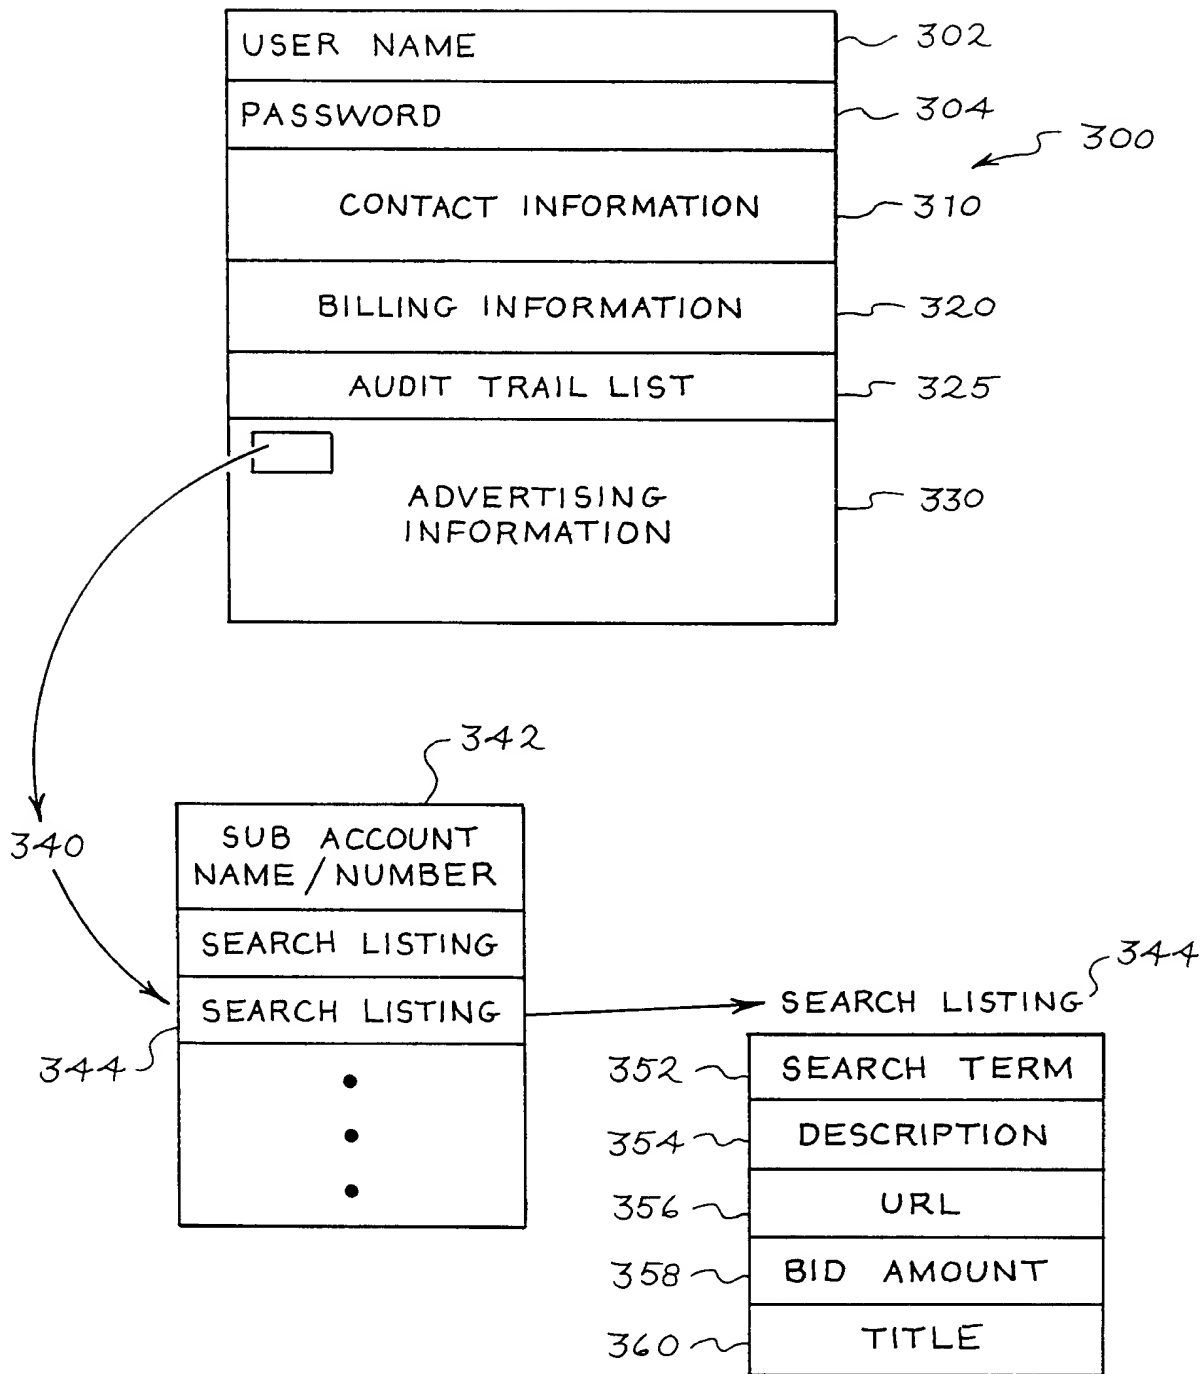 USER NAME
302
PASSWORD
304
300
CONTACT INFORMATION
310
BILLING INFORMATION
320
AUDIT TRAIL LIST
325
ADVERTISING
INFORMATION
330
342
340
SUB ACCOUNT
NAME / NUMBER
SEARCH LISTING
SEARCH LISTING
344
SEARCH LISTING
344
352
SEARCH TERM
354
DESCRIPTION
356
URL
358
BID AMOUNT
360
TITLE